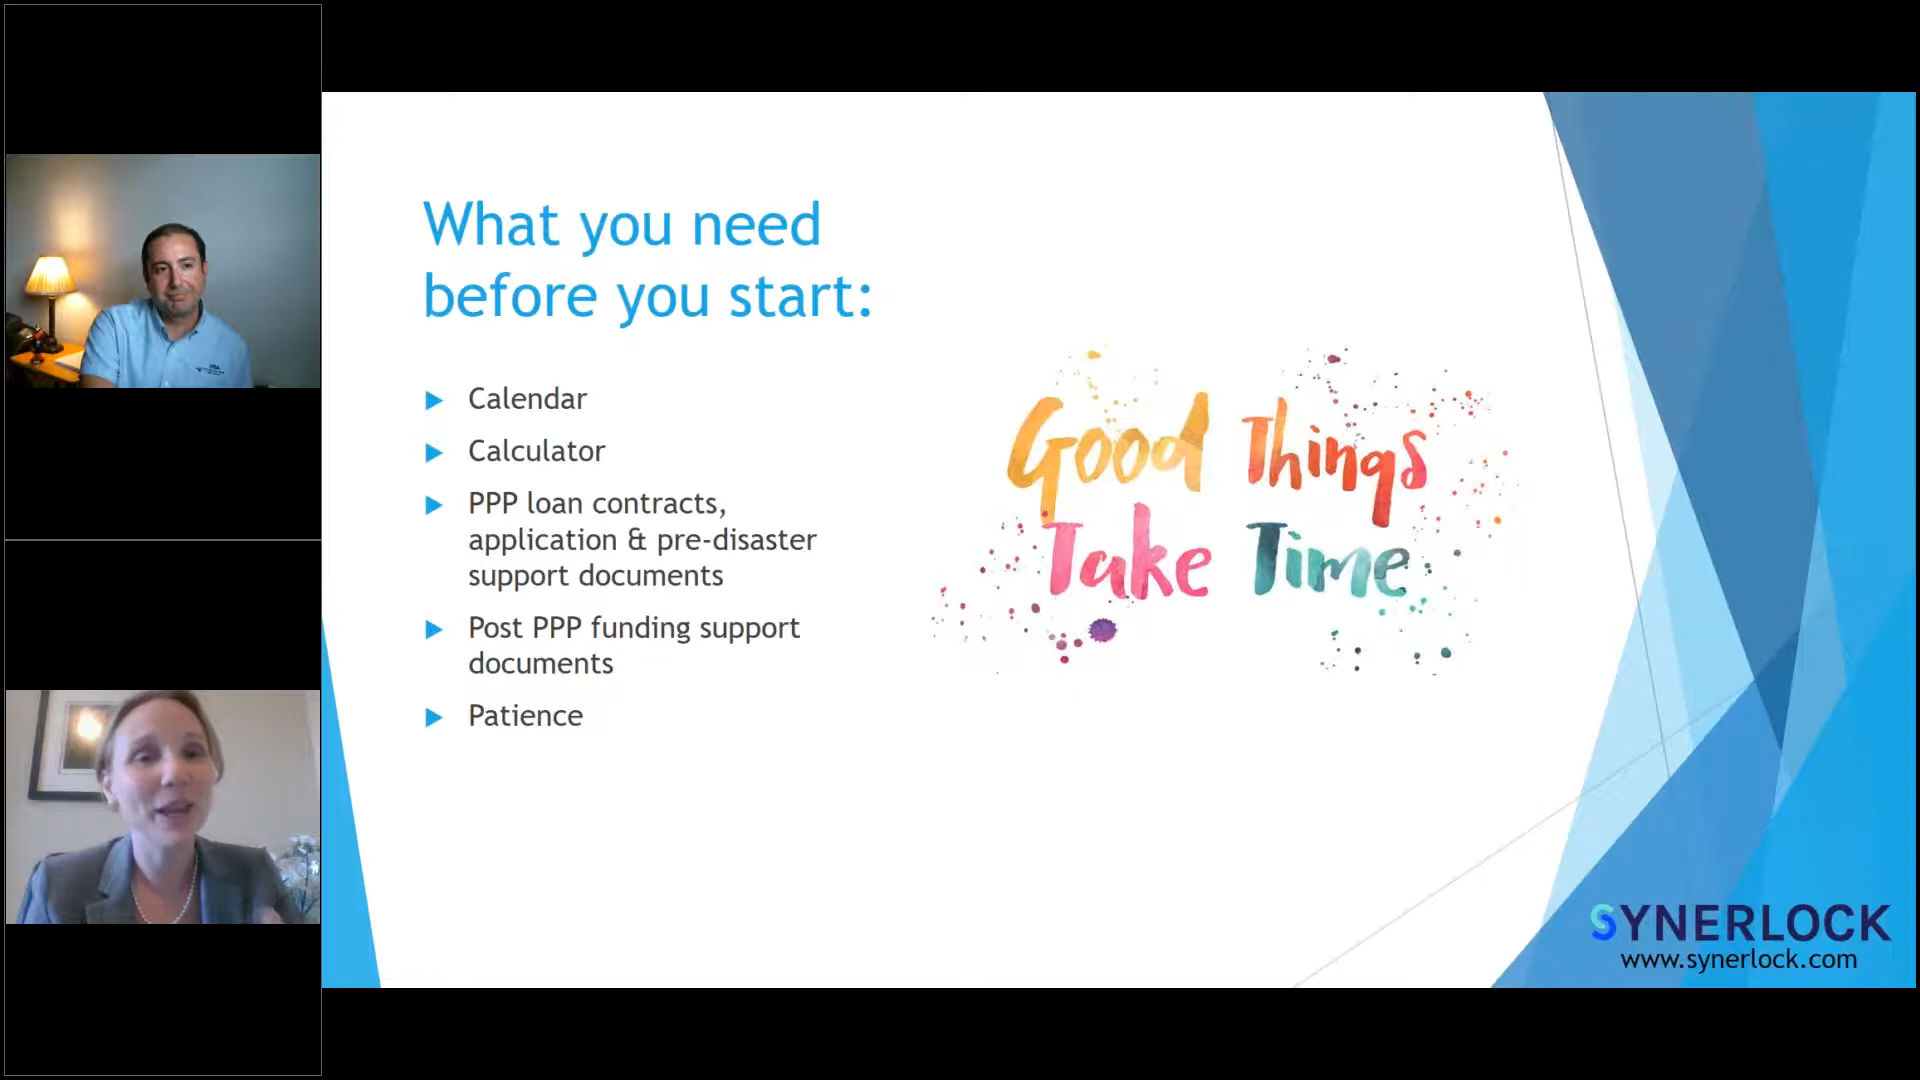 What you need
before you start:
Calendar
Calculator
PPP loan contracts,
application & pre-disaster
support documents
Post PPP funding support
documents
Patience
Good Things
Take Time
SYNERLOCK
www.synerlock.com